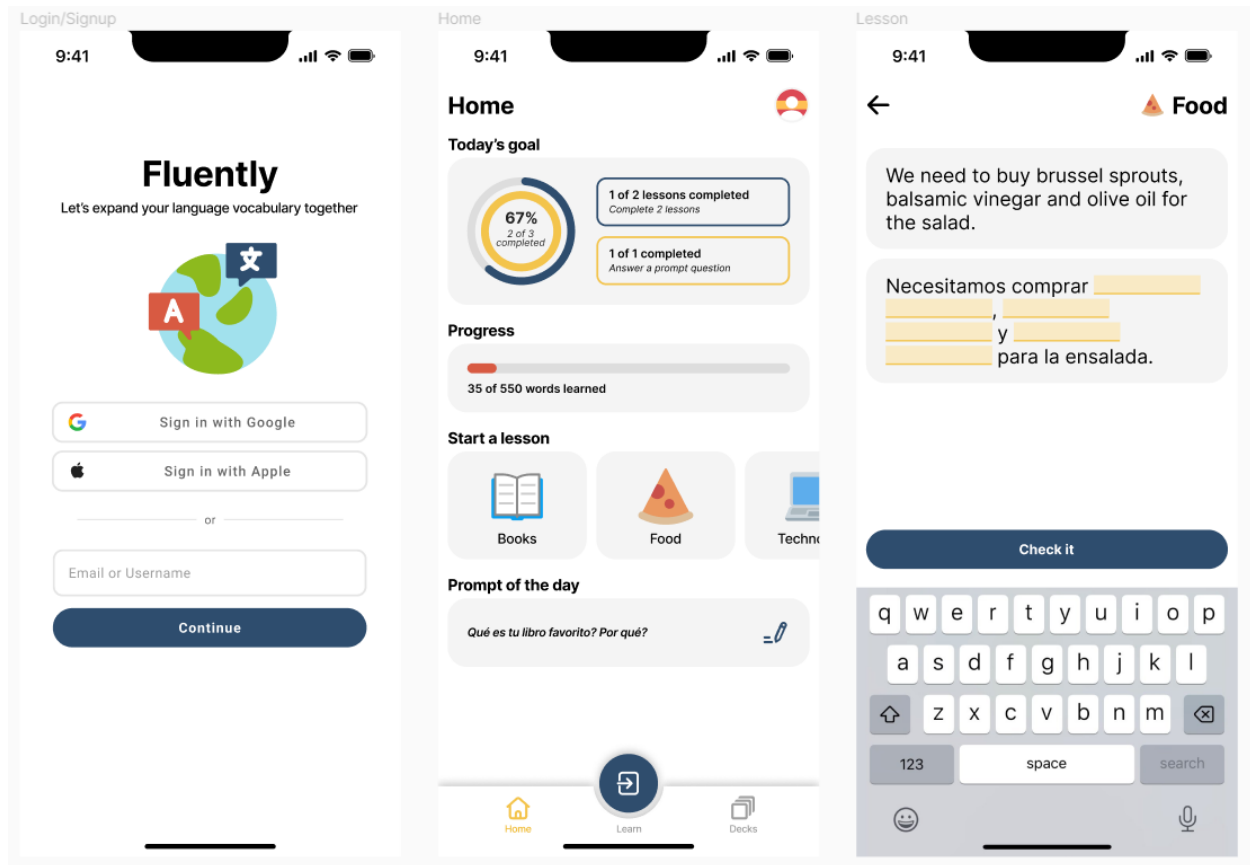 Login/Signup
9:41
Fluently
Let's expand your language vocabulary together
文
A
Sign in with Google
Sign in with Apple
or
Email or Username
Continue
Home
9:41
Home
Today's goal
67%
2 of 3
completed
1 of 2 lessons completed
Complete 2 lessons
1 of 1 completed
Answer a prompt question
Progress
35 of 550 words learned
Start a lesson
Books
Food
Techno
Prompt of the day
Qué es tu libro favorito? Por qué?
Home
Learn
Decks
Lesson
9:41
Food
We need to buy brussel sprouts,
balsamic vinegar and olive oil for
the salad.
Necesitamos comprar
,
y
para la ensalada.
Check it
q w e r t y u i o p
a s d f g h j k l
z x c v b n m
123 space search